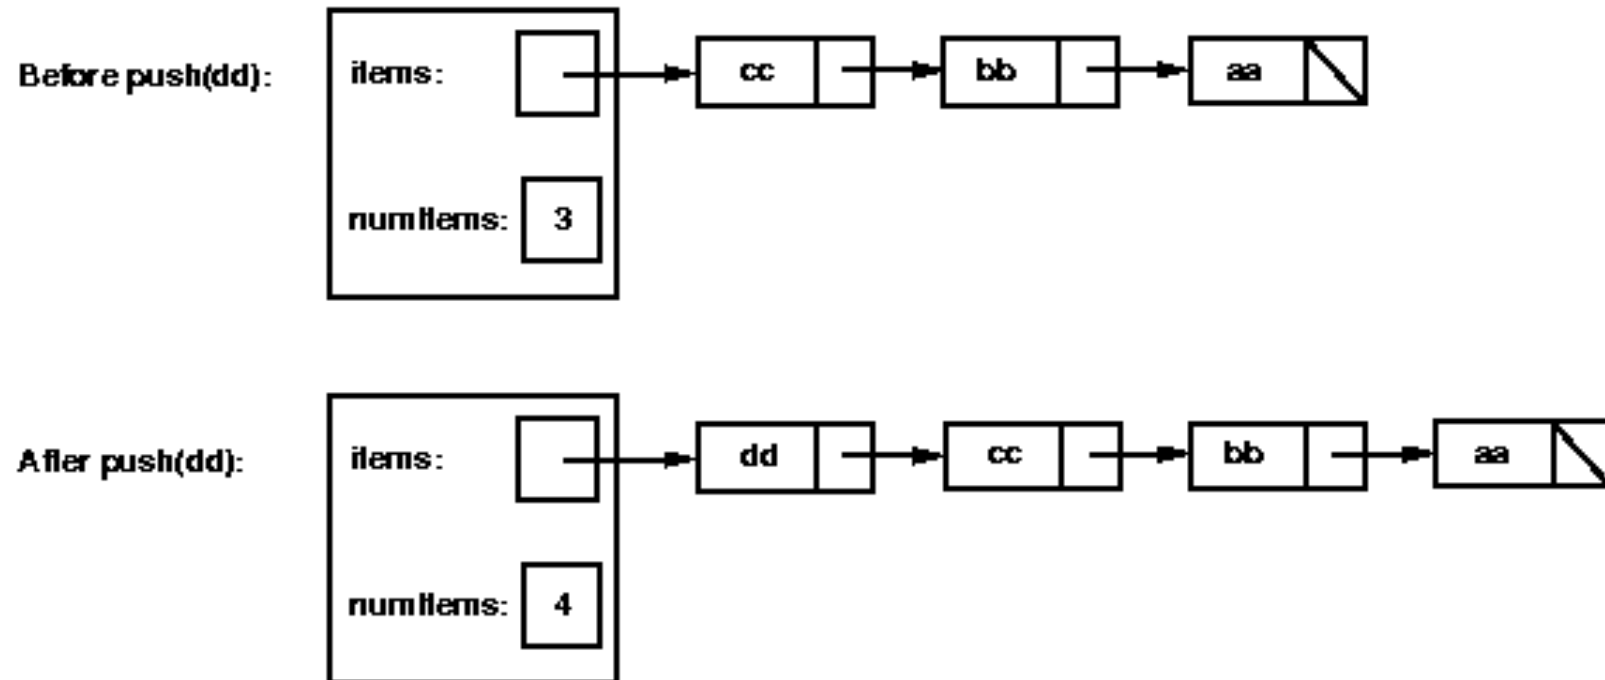 Before push(dd):
items:
cc
bb
aa
numItems:
3
After push(dd):
items:
dd
cc
bb
aa
numItems:
4